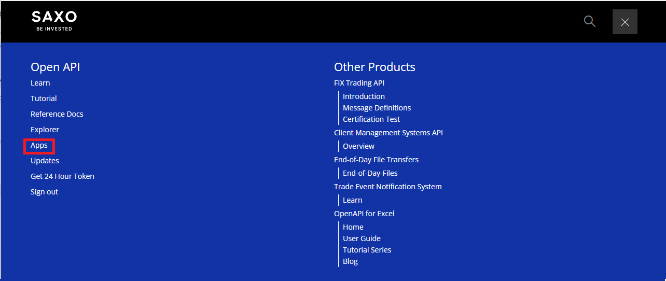 SAXO
BE INVESTED
Open API
Learn
Tutorial
Reference Docs
Explorer
Apps
Updates
Get 24 Hour Token
Sign out
Other Products
FIX Trading API
Introduction
Message Definitions
Certification Test
Client Management Systems API
Overview
End-of-Day File Transfers
End-of-Day Files
Trade Event Notification System
Learn
OpenAPI for Excel
Home
User Guide
Tutorial Series
Blog